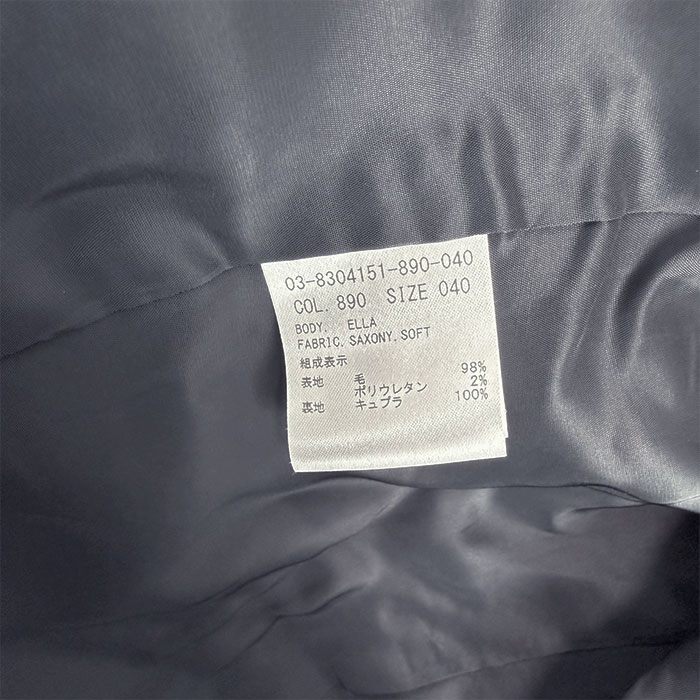 03-8304151-890-040
COL. 890 SIZE 040
BODY. ELLA
FABRIC. SAXONY. SOFT
組成表示
表地 毛 98%
ポリウレタン 2%
裏地 キュプラ 100%